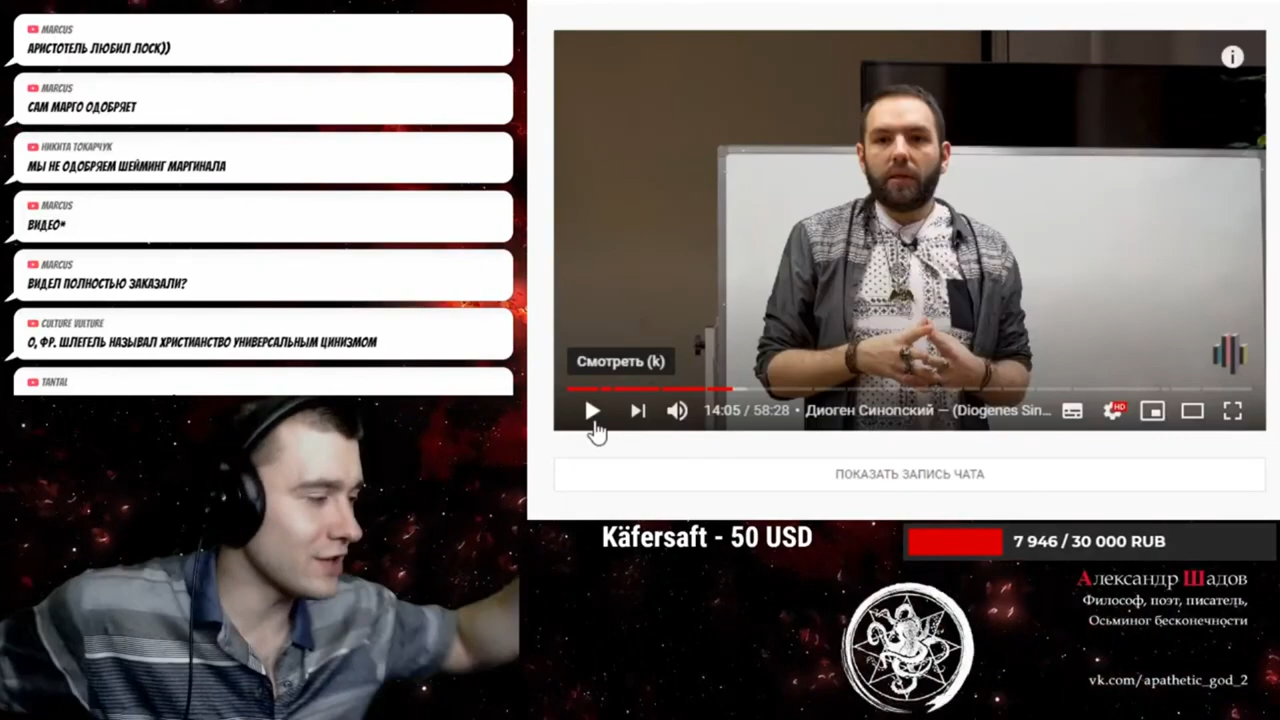 MARCUS
АРИСТОТЕЛЬ ЛЮБИЛ ЛОСК))
MARCUS
САМ МАРГО ОДОБРЯЕТ
НИКИТА ТОКАРЧУК
МЫ НЕ ОДОБРЯЕМ ШЕЙМИНГ МАРГИНАЛА
MARCUS
ВИДЕО*
MARCUS
ВИДЕЛ ПОЛНОСТЬЮ ЗАКАЗАЛИ?
CULTURE VULTURE
О, ФР. ШЛЕГЕЛЬ НАЗЫВАЛ ХРИСТИАНСТВО УНИВЕРСАЛЬНЫМ ЦИНИЗМОМ
TANTAL
Смотреть (k)
14:05 / 58:28 • Диоген Синопский — (Diogenes Sin...
HD
ПОКАЗАТЬ ЗАПИСЬ ЧАТА
Käfersaft - 50 USD
7 946 / 30 000 RUB
Александр Шадов
Философ, поэт, писатель,
Осьминог бесконечности
vk.com/apathetic_god_2